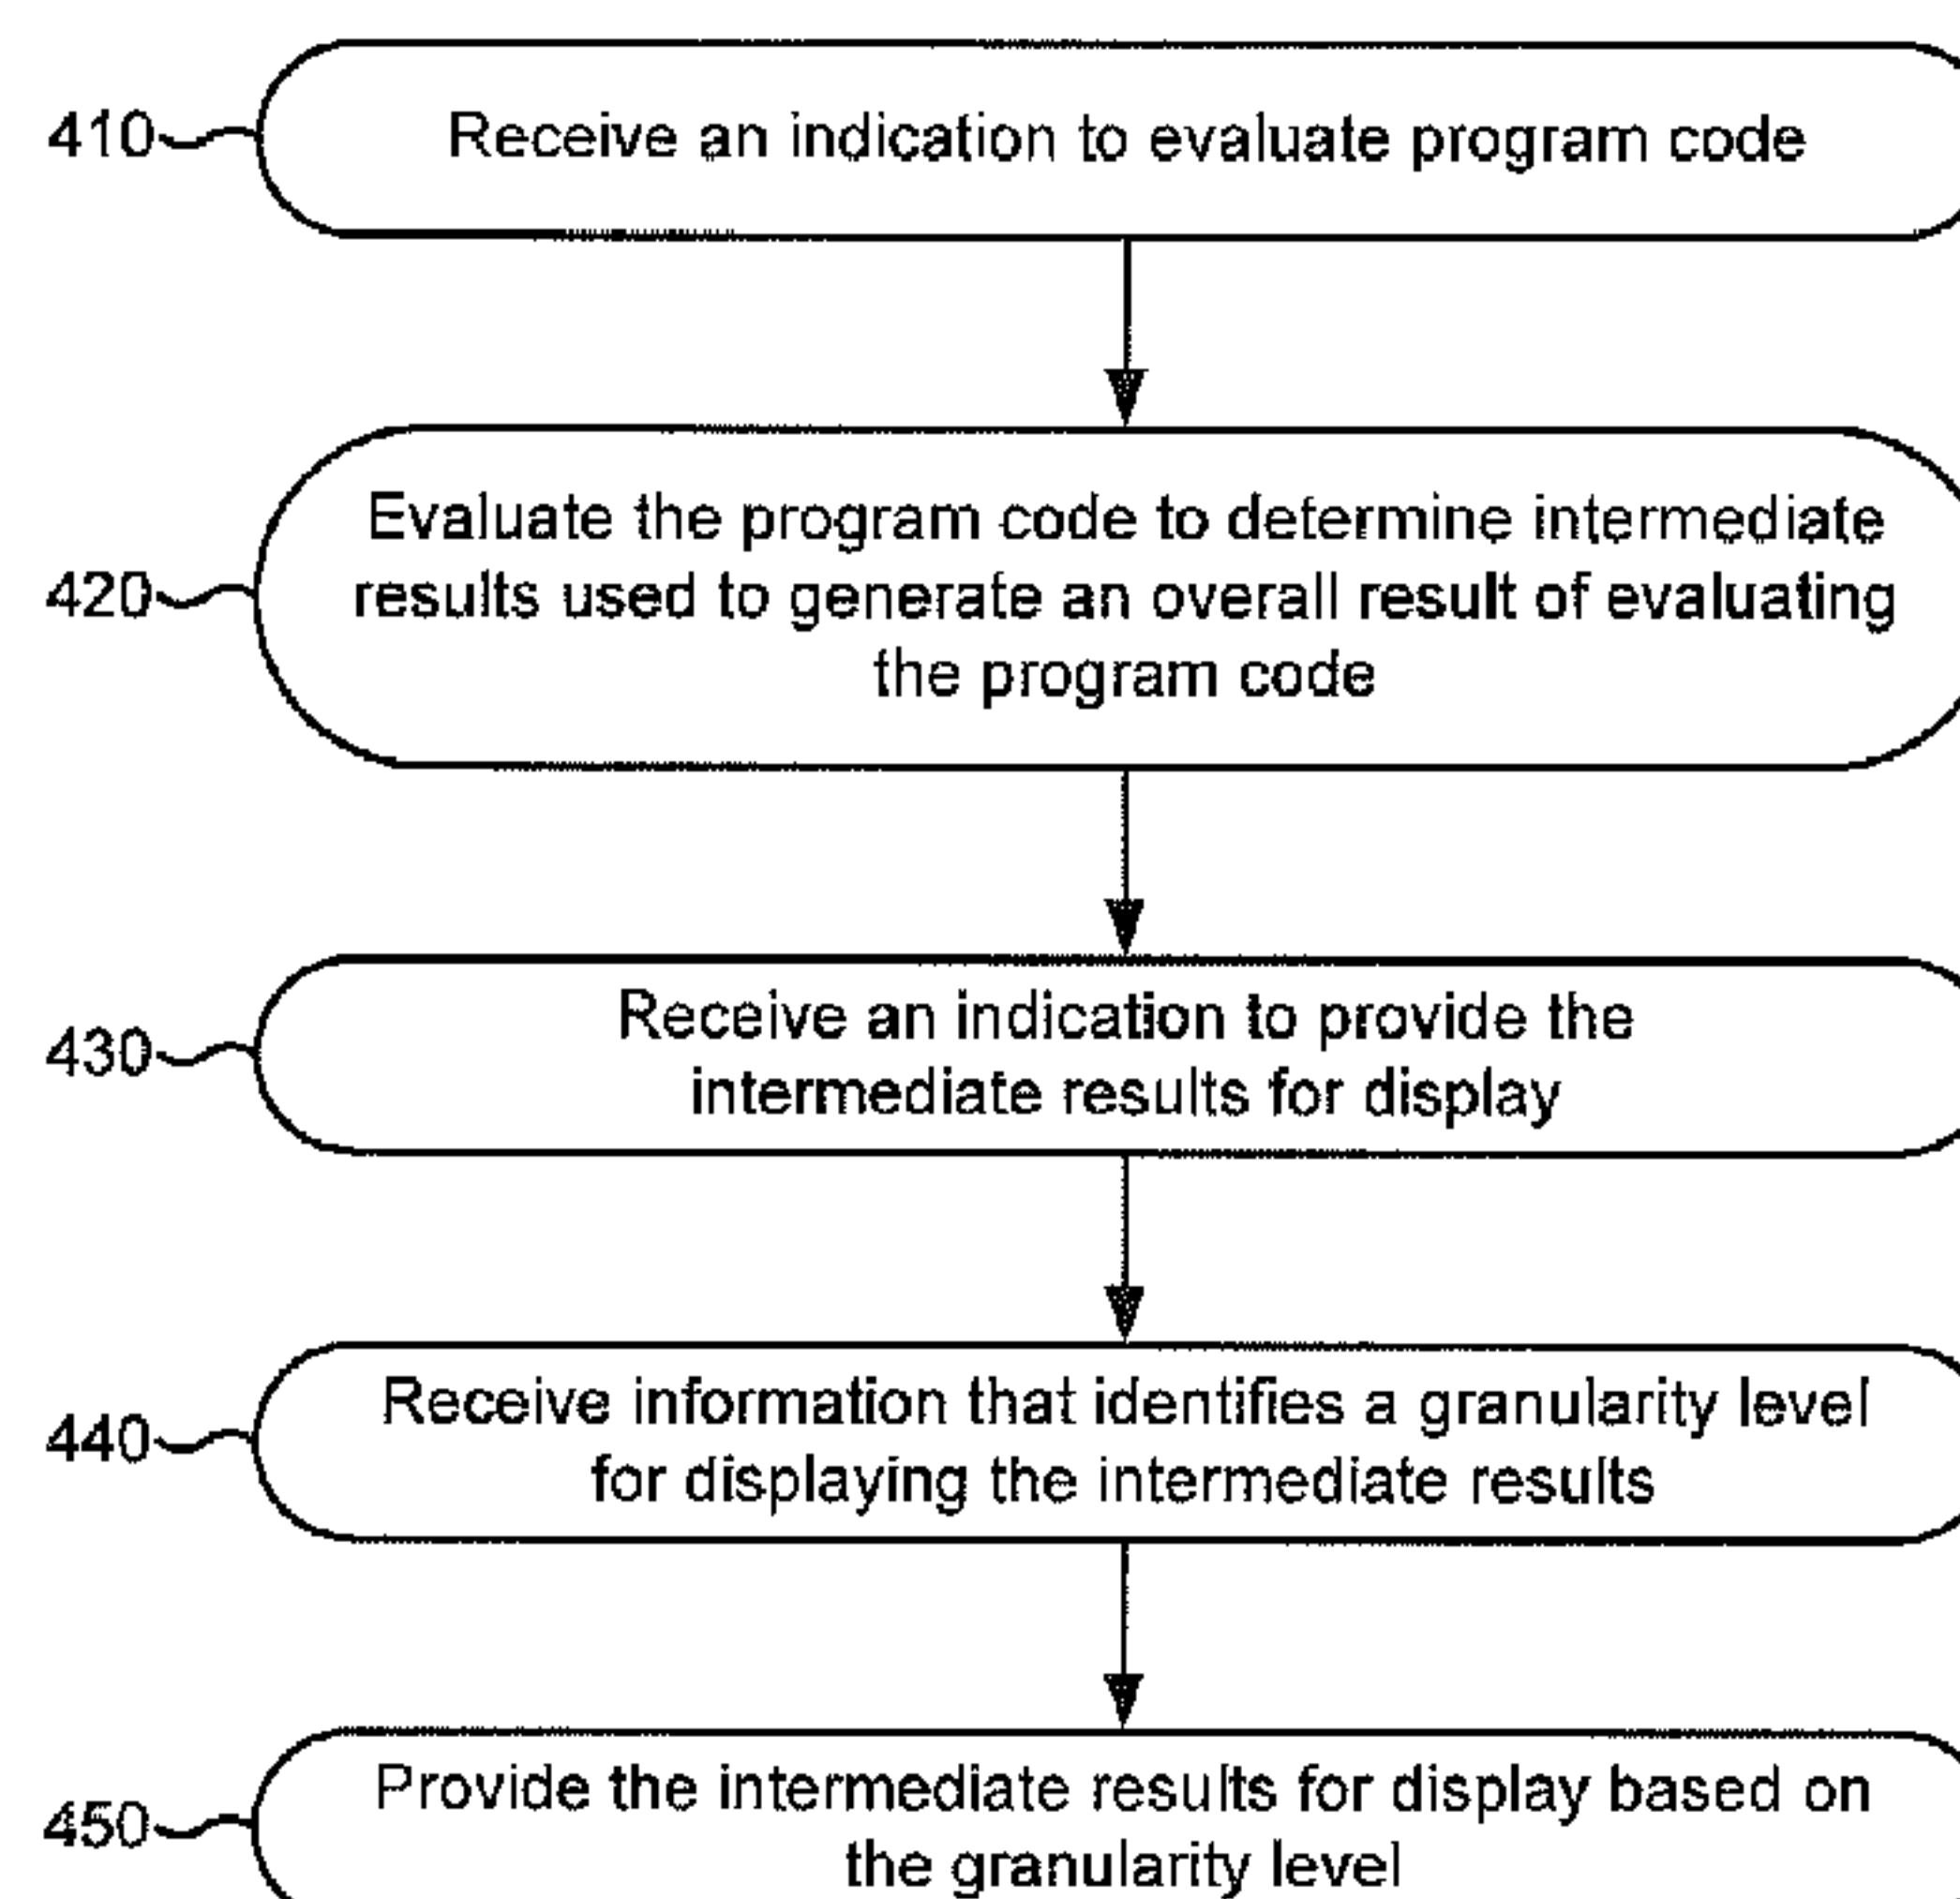 410
Receive an indication to evaluate program code
Evaluate the program code to determine intermediate
420
results used to generate an overall result of evaluating
the program code
430
Receive an indication to provide the
intermediate results for display
440
Receive information that identifies a granularity level
for displaying the intermediate results
450
Provide the intermediate results for display based on
the granularity level